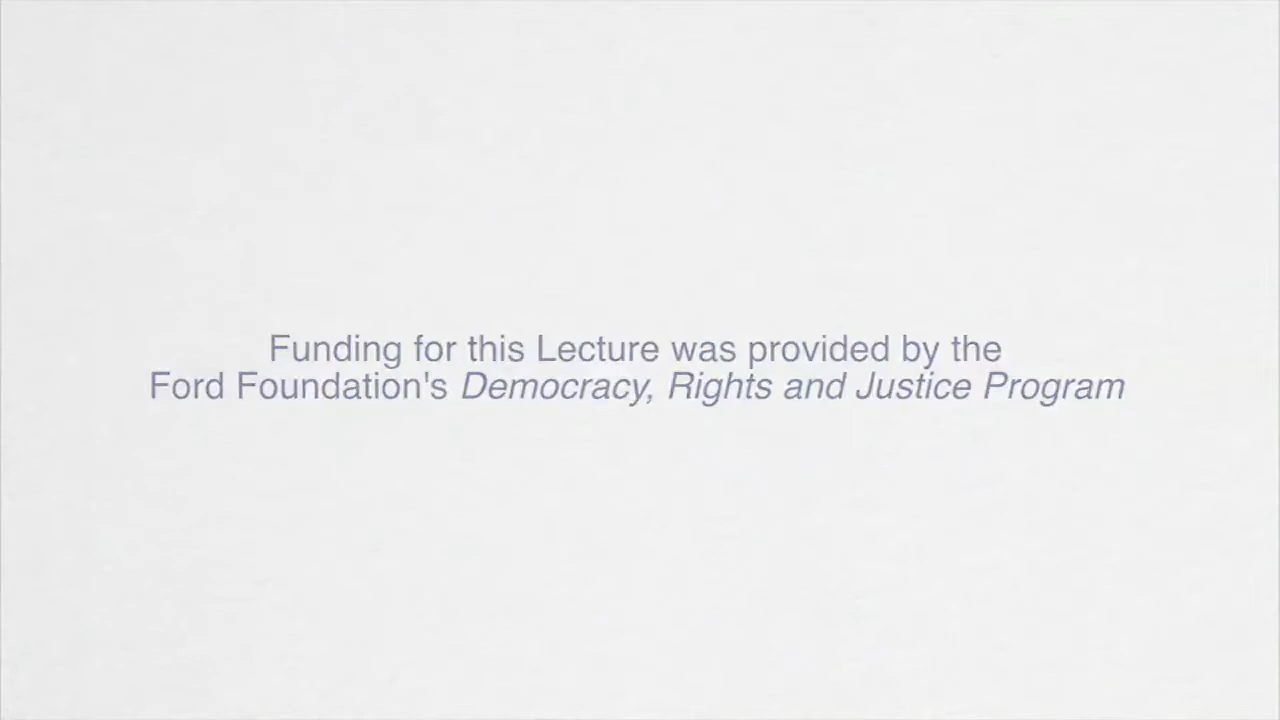 Funding for this Lecture was provided by the
Ford Foundation's Democracy, Rights and Justice Program